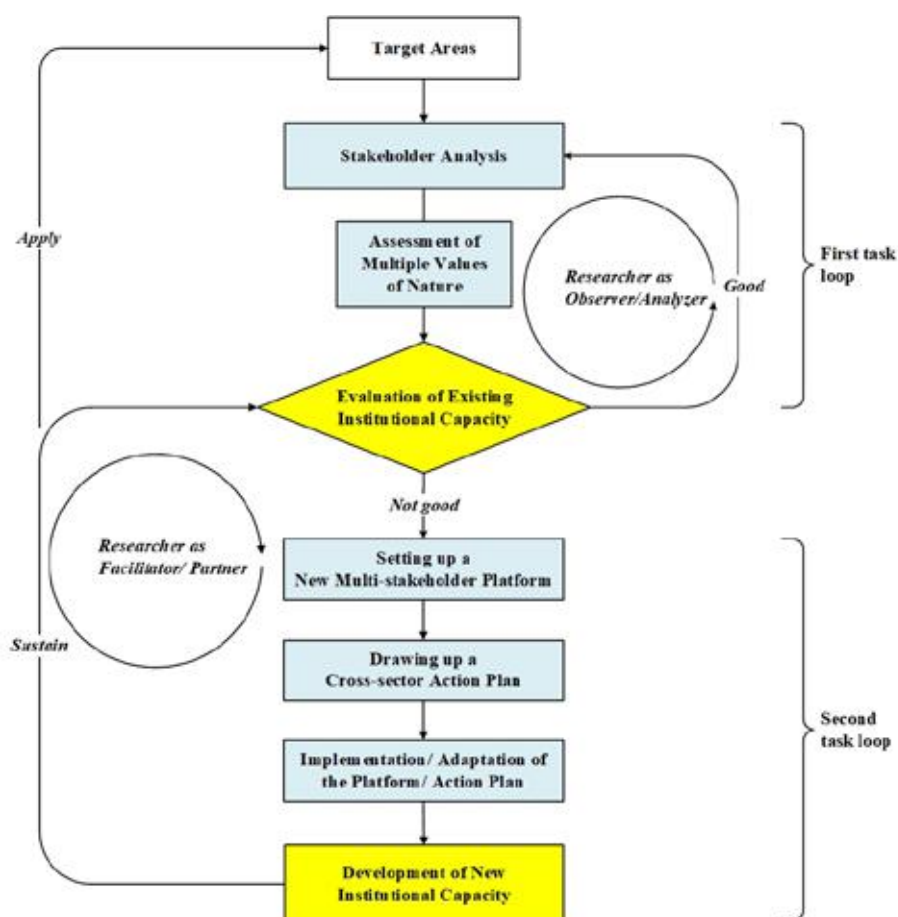 Target Areas
Stakeholder Analysis
Apply
Assessment of
Multiple Values
of Nature
Researcher as
Observer/Analyzer
Good
First task
loop
Evaluation of Existing
Institutional Capacity
Not good
Researcher as
Facilitator/ Partner
Setting up a
New Multi-stakeholder Platform
Sustain
Drawing up a
Cross-sector Action Plan
Second
task loop
Implementation/ Adaptation of
the Platform/ Action Plan
Development of New
Institutional Capacity